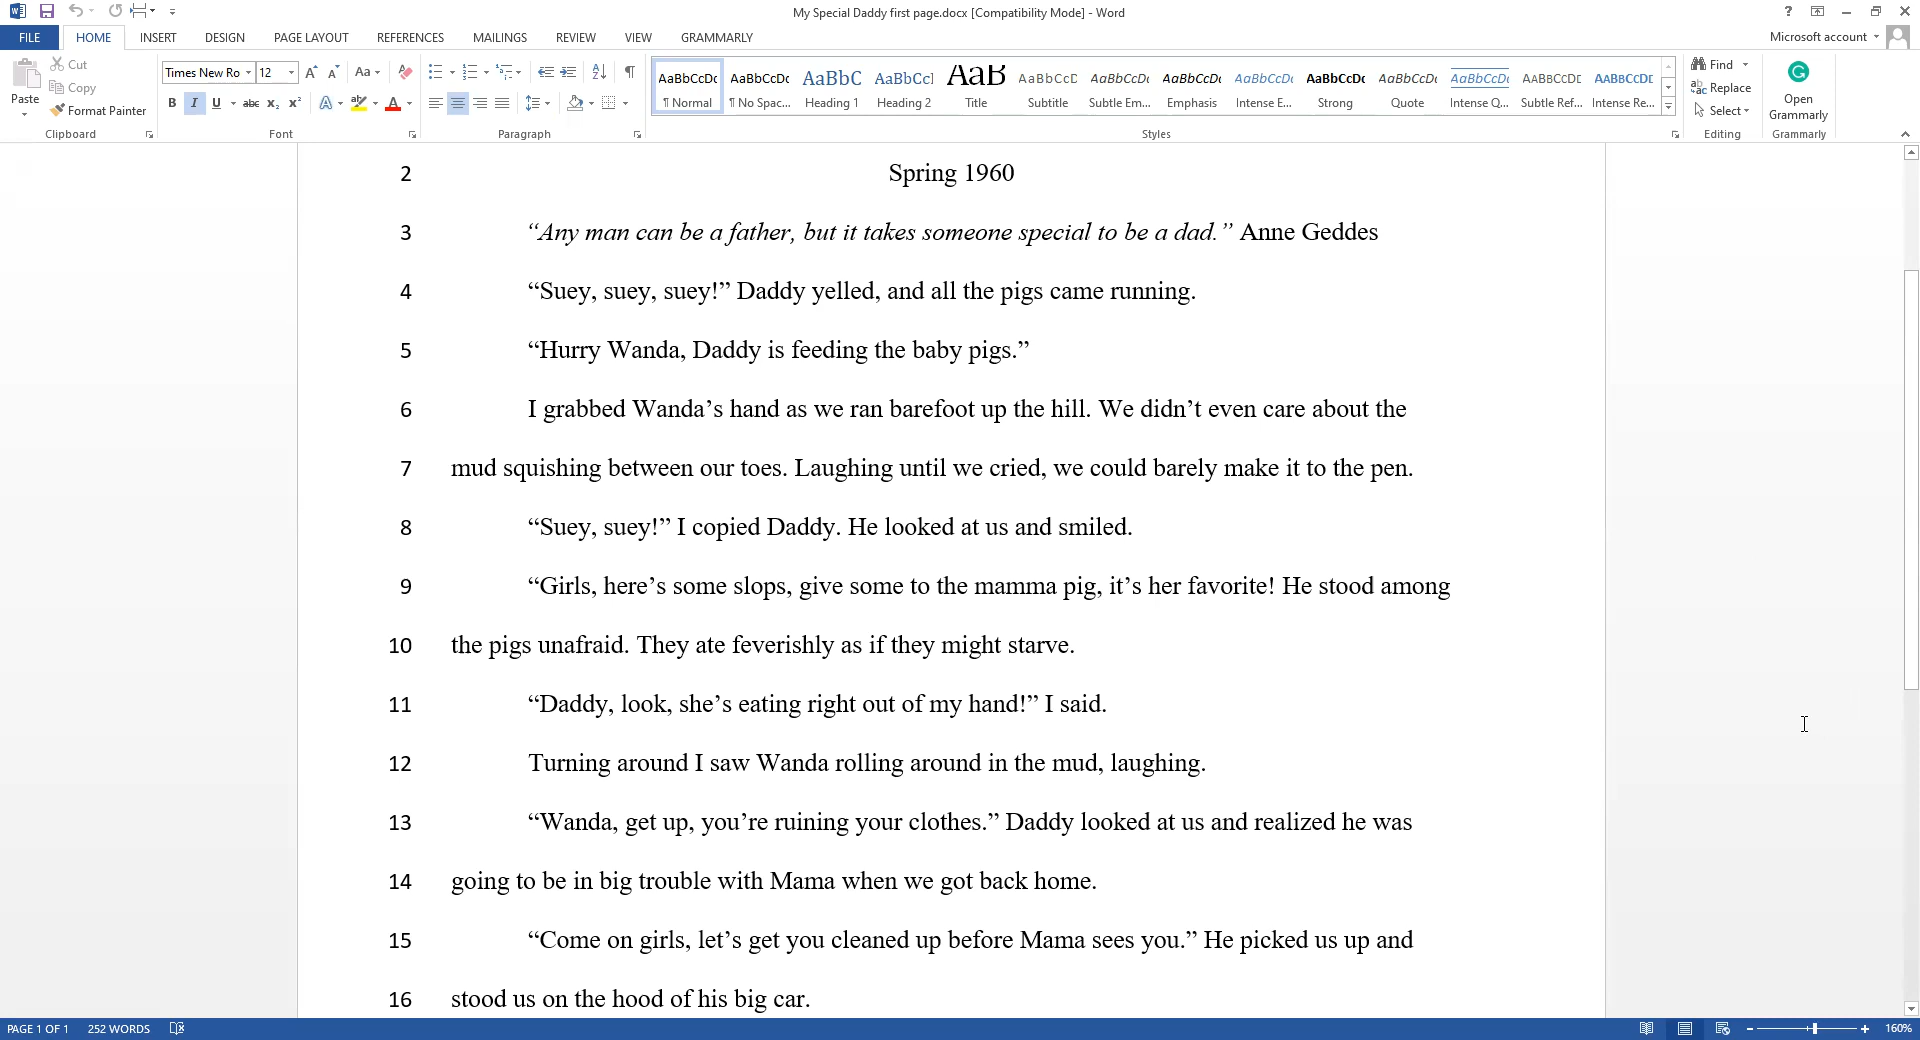 My Special Daddy first page.docx [Compatibility Mode] - Word
FILE HOME INSERT DESIGN PAGE LAYOUT REFERENCES MAILINGS REVIEW VIEW GRAMMARLY Microsoft account
Paste
Cut
Copy
Format Painter
Clipboard
Times New Ro 12
Font
Paragraph
AaBbCcDc AaBbCcDc AaBbC AaBbCcI AaB AaBbCcD AaBbCcDc AaBbCcDc AaBbCcDc AaBbCcDc AaBbCcDc AaBbCcDc AABBCCDE AABBCCDE
¶ Normal ¶ No Spac... Heading 1 Heading 2 Title Subtitle Subtle Em... Emphasis Intense E... Strong Quote Intense Q... Subtle Ref... Intense Re...
Styles
Find
Replace
Select
Editing
Open
Grammarly
Grammarly
2 Spring 1960
3 “Any man can be a father, but it takes someone special to be a dad.” Anne Geddes
4 “Suey, suey, suey!” Daddy yelled, and all the pigs came running.
5 “Hurry Wanda, Daddy is feeding the baby pigs.”
6 I grabbed Wanda’s hand as we ran barefoot up the hill. We didn’t even care about the
7 mud squishing between our toes. Laughing until we cried, we could barely make it to the pen.
8 “Suey, suey!” I copied Daddy. He looked at us and smiled.
9 “Girls, here’s some slops, give some to the mamma pig, it’s her favorite! He stood among
10 the pigs unafraid. They ate feverishly as if they might starve.
11 “Daddy, look, she’s eating right out of my hand!” I said.
12 Turning around I saw Wanda rolling around in the mud, laughing.
13 “Wanda, get up, you’re ruining your clothes.” Daddy looked at us and realized he was
14 going to be in big trouble with Mama when we got back home.
15 “Come on girls, let’s get you cleaned up before Mama sees you.” He picked us up and
16 stood us on the hood of his big car.
PAGE 1 OF 1 252 WORDS 160%